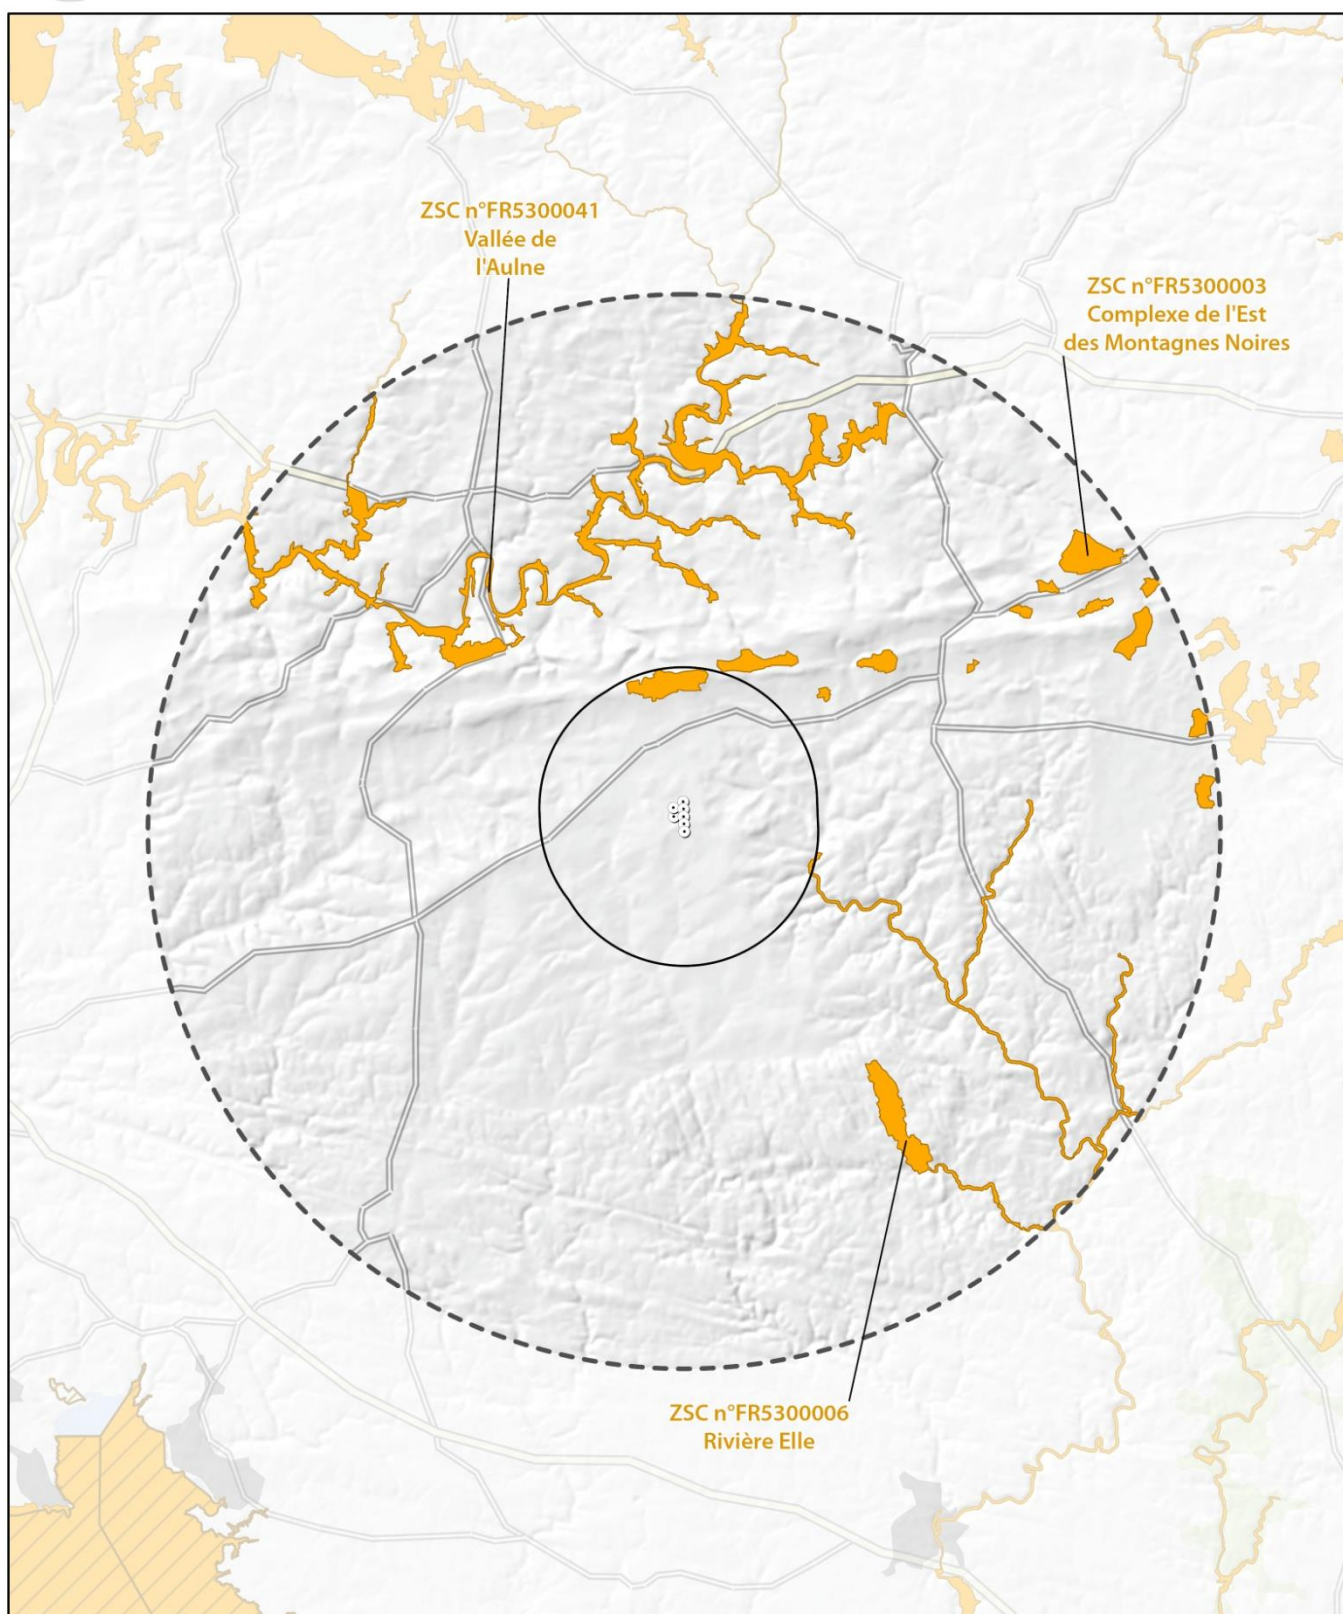 ZSC n°FR5300041
Vallée de
l'Aulne
ZSC n°FR5300003
Complexe de l'Est
des Montagnes Noires
ZSC n°FR5300006
Rivière Elle